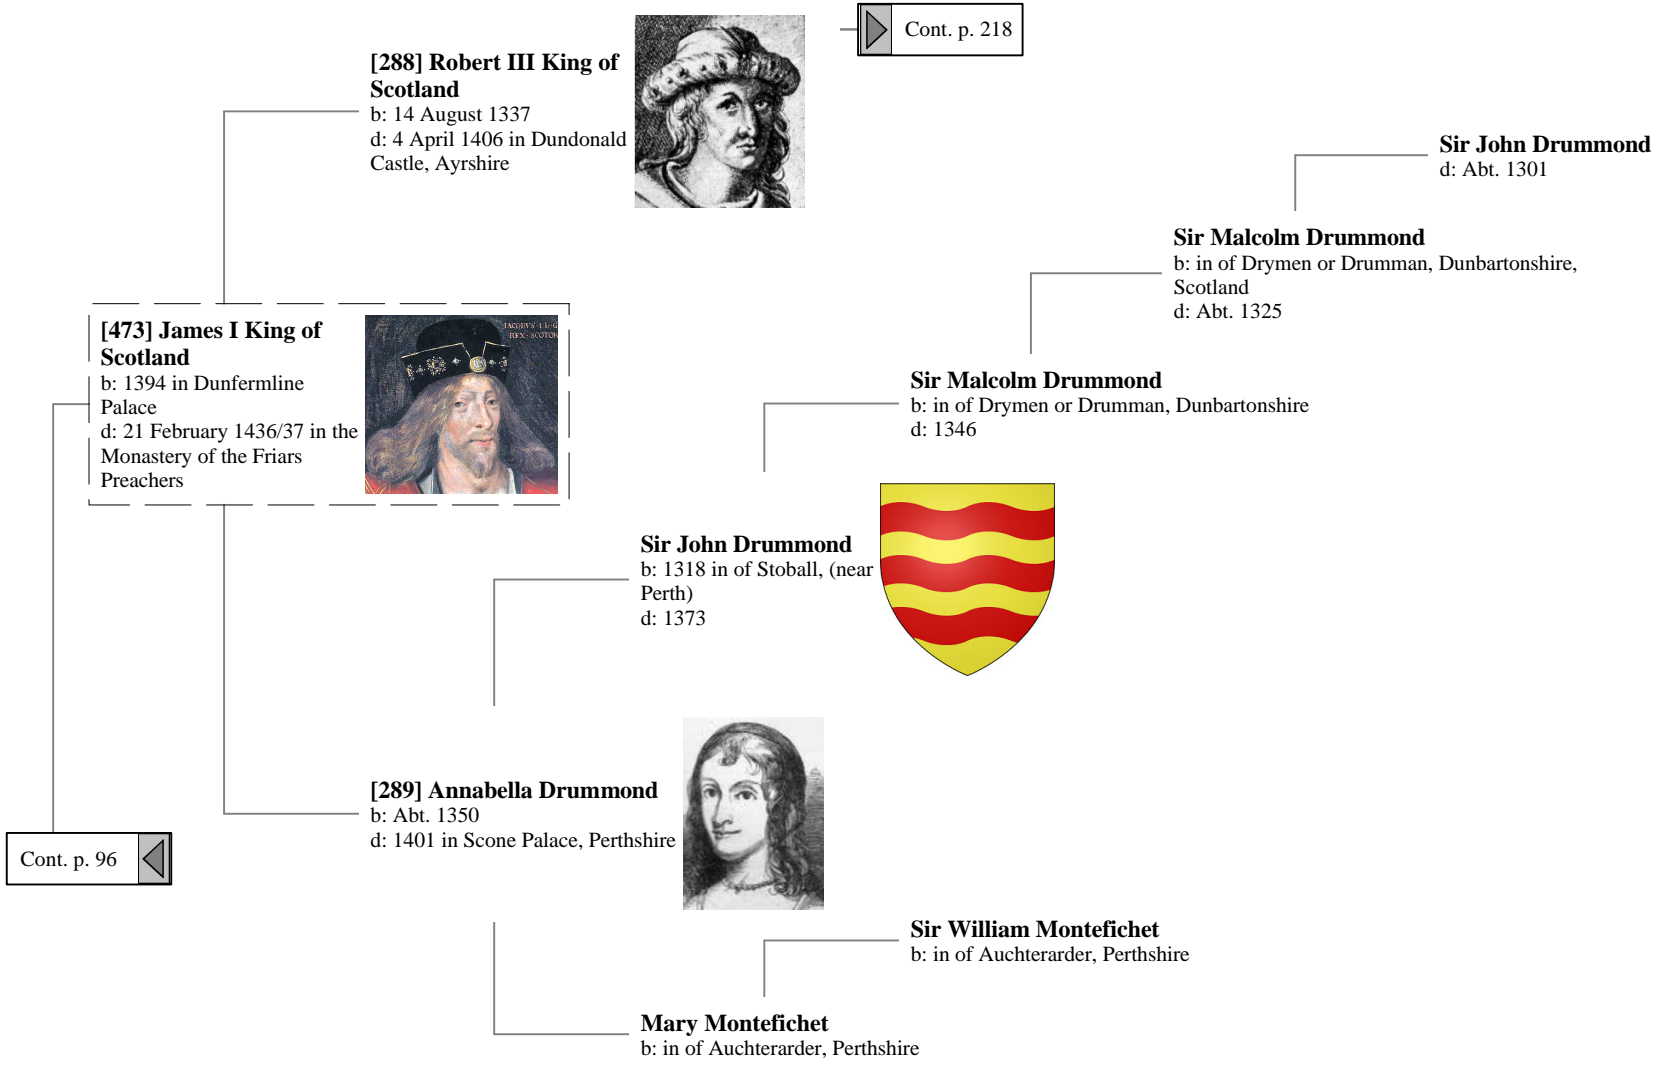 Cont. p. 218
[288] Robert III King of
Scotland
b: 14 August 1337
d: 4 April 1406 in Dundonald
Castle, Ayrshire
Sir John Drummond
d: Abt. 1301
Sir Malcolm Drummond
b: in of Drymen or Drumman, Dunbartonshire,
Scotland
d: Abt. 1325
[473] James I King of
Scotland
b: 1394 in Dunfermline
Palace
d: 21 February 1436/37 in the
Monastery of the Friars
Preachers
Sir Malcolm Drummond
b: in of Drymen or Drumman, Dunbartonshire
d: 1346
Sir John Drummond
b: 1318 in of Stoball, (near
Perth)
d: 1373
[289] Annabella Drummond
b: Abt. 1350
d: 1401 in Scone Palace, Perthshire
Cont. p. 96
Sir William Montefichet
b: in of Auchterarder, Perthshire
Mary Montefichet
b: in of Auchterarder, Perthshire